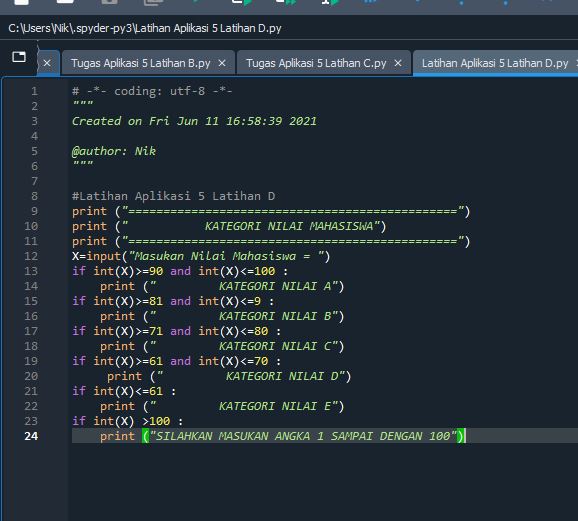 C:\Users\Nik\.spyder-py3\Latihan Aplikasi 5 Latihan D.py
Tugas Aplikasi 5 Latihan B.py
Tugas Aplikasi 5 Latihan C.py
Latihan Aplikasi 5 Latihan D.py
1 # -*- coding: utf-8 -*-
2 """
3 Created on Fri Jun 11 16:58:39 2021
4
5 @author: Nik
6 """
7
8 #Latihan Aplikasi 5 Latihan D
9 print ("===============================================")
10 print ("           KATEGORI NILAI MAHASISWA")
11 print ("===============================================")
12 X=input("Masukan Nilai Mahasiswa = ")
13 if int(X)>=90 and int(X)<=100 :
14     print ("         KATEGORI NILAI A")
15 if int(X)>=81 and int(X)<=9 :
16     print ("         KATEGORI NILAI B")
17 if int(X)>=71 and int(X)<=80 :
18     print ("         KATEGORI NILAI C")
19 if int(X)>=61 and int(X)<=70 :
20      print ("         KATEGORI NILAI D")
21 if int(X)<=61 :
22     print ("         KATEGORI NILAI E")
23 if int(X) >100 :
24     print ("SILAHKAN MASUKAN ANGKA 1 SAMPAI DENGAN 100")